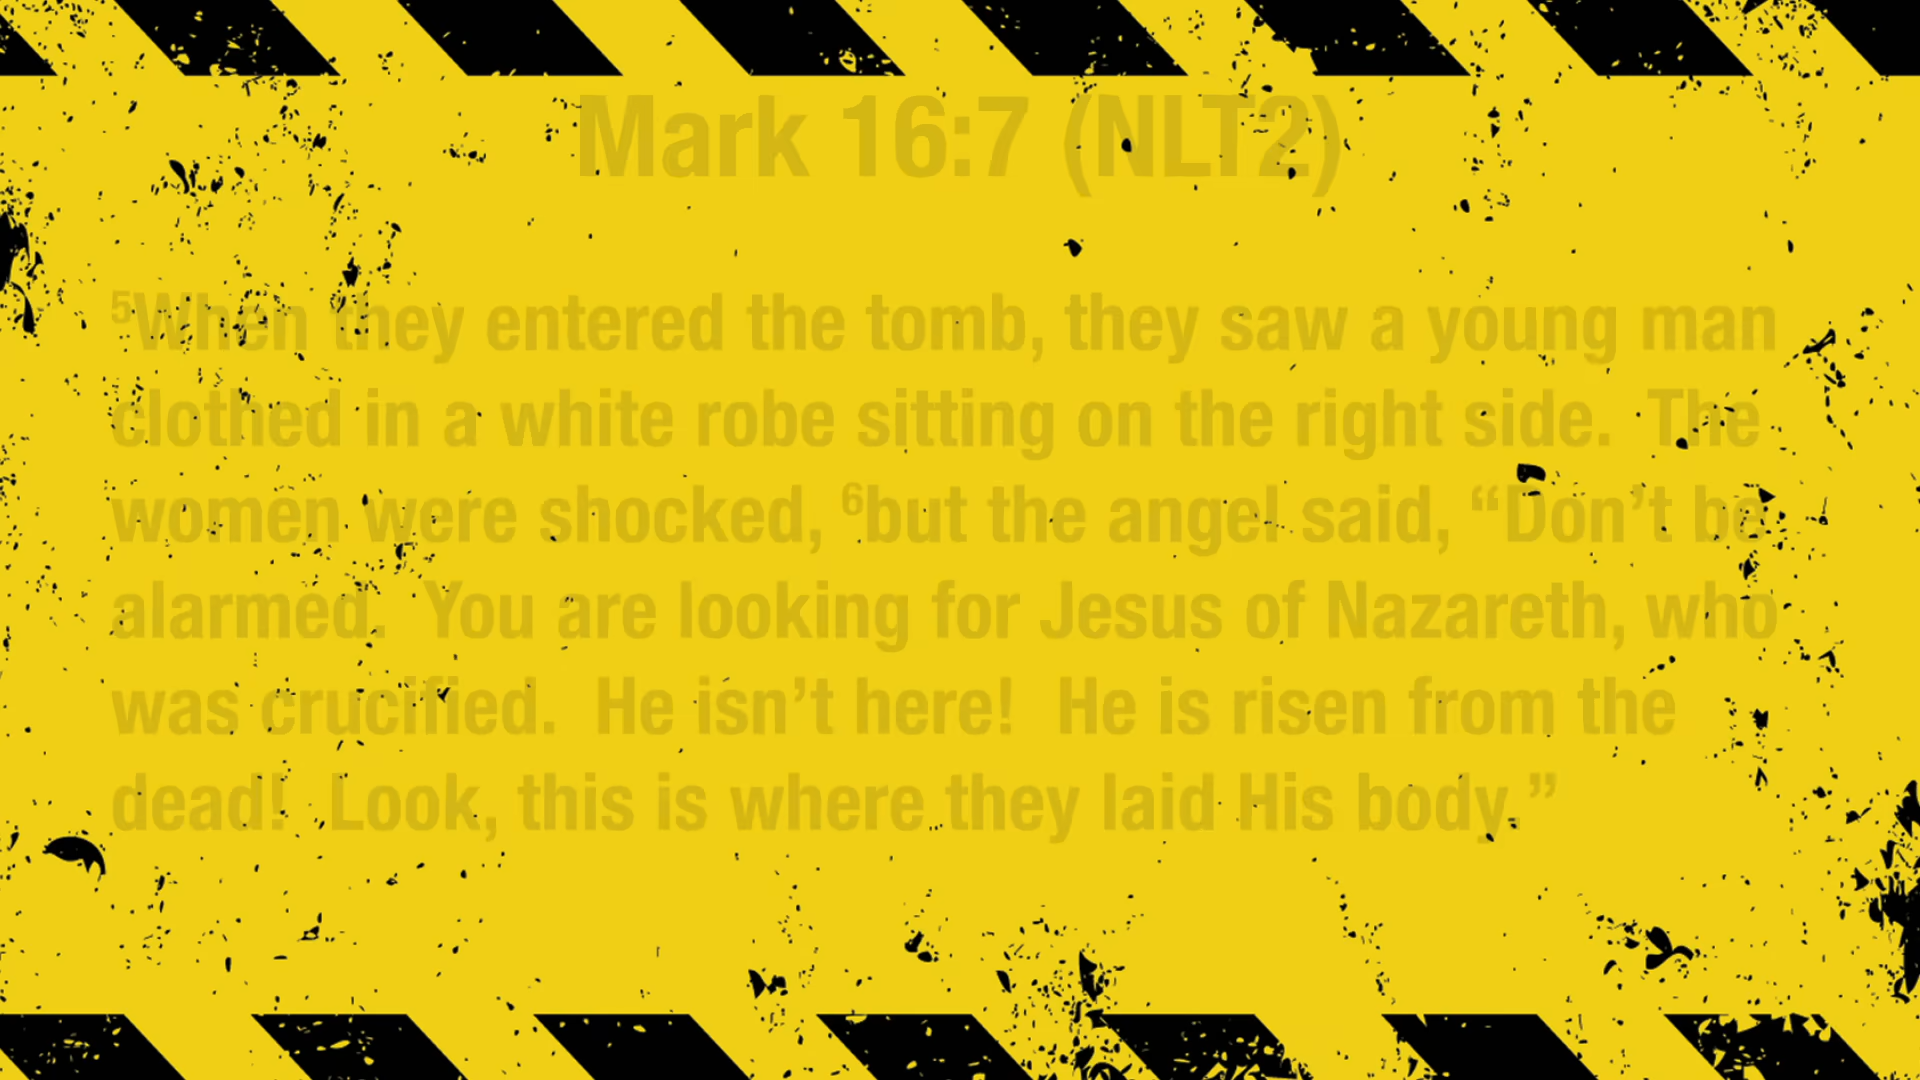 Mark 16:7 (NLT2)
⁵When they entered the tomb, they saw a young man
clothed in a white robe sitting on the right side.  The
women were shocked, ⁶but the angel said, “Don’t be
alarmed.  You are looking for Jesus of Nazareth, who
was crucified.  He isn’t here!  He is risen from the
dead!  Look, this is where they laid His body.”